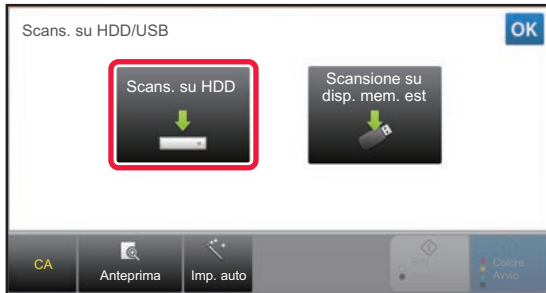 Scans. su HDD/USB
OK
Scans. su HDD
Scansione su
disp. mem. est
CA
Anteprima
Imp. auto
B/N
Avvio
Colore
Avvio